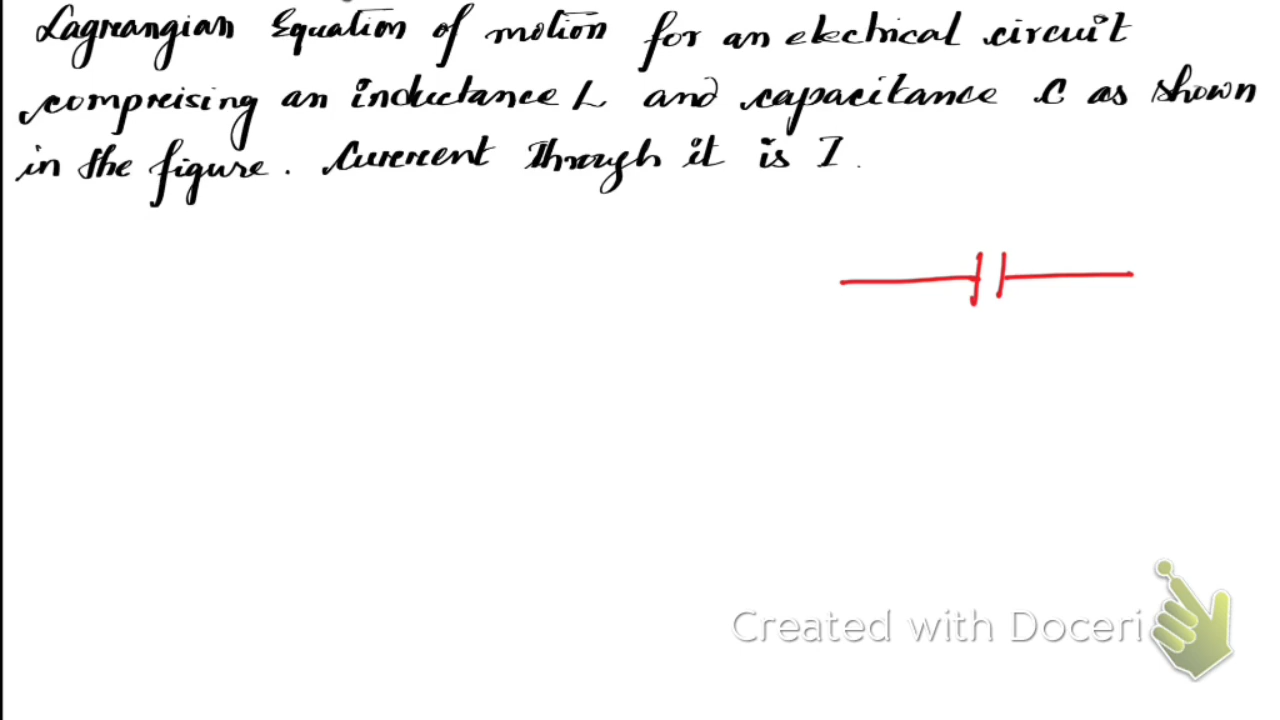 Lagrangian Equation of motion for an electrical circuit
comprising an inductance L and capacitance C as shown
in the figure. Current Through it is I.
Created with Doceri